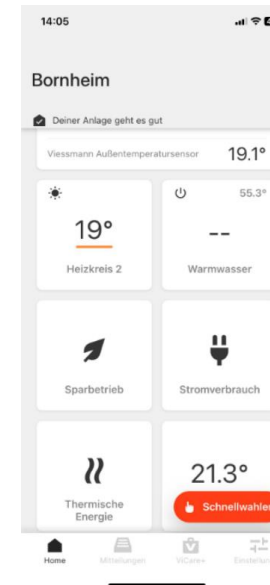 14:05
Bornheim
Deiner Anlage geht es gut
Viessmann Außentemperatursensor 19.1°
55.3°
19° --
Heizkreis 2 Warmwasser
Sparbetrieb Stromverbrauch
21.3°
Thermische
Energie
Schnellwahlen
Home Mitteilungen ViCare+